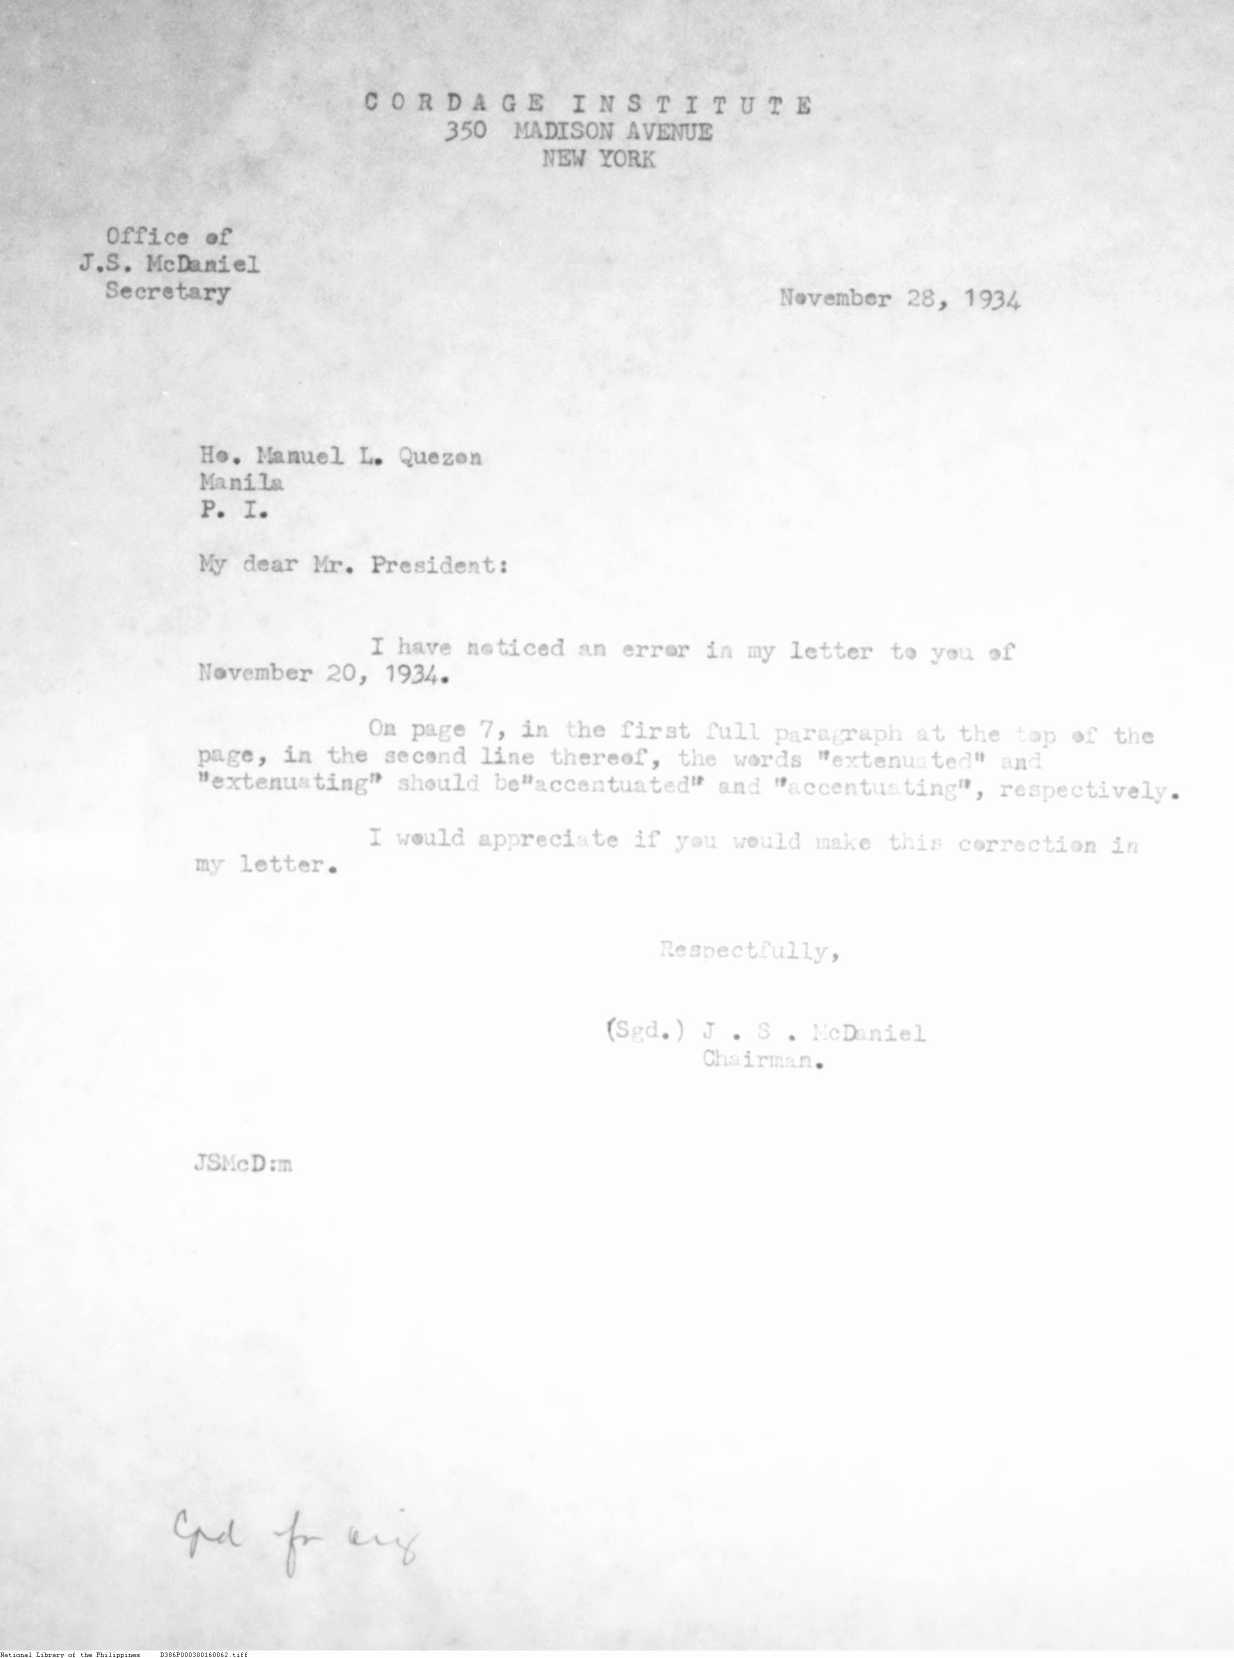 CORDAGE INSTITUTE
350 MADISON AVENUE
NEW YORK
Office of
J.S. McDaniel
Secretary
November 28, 1934
Ho. Manuel L. Quezon
Manila
P. I.
My dear Mr. President:
I have noticed an error in my letter to you of
November 20, 1934.
On page 7, in the first full paragraph at the top of the
page, in the second line thereof, the words "extenuated" and
"extenuating" should be"accentuated" and "accentuating", respectively.
I would appreciate if you would make this correction in
my letter.
Respectfully,
(Sgd.) J . S . McDaniel
Chairman.
JSMcD:m
Cpd fr orig
National Library of the Philippines D386P000380160062.tiff